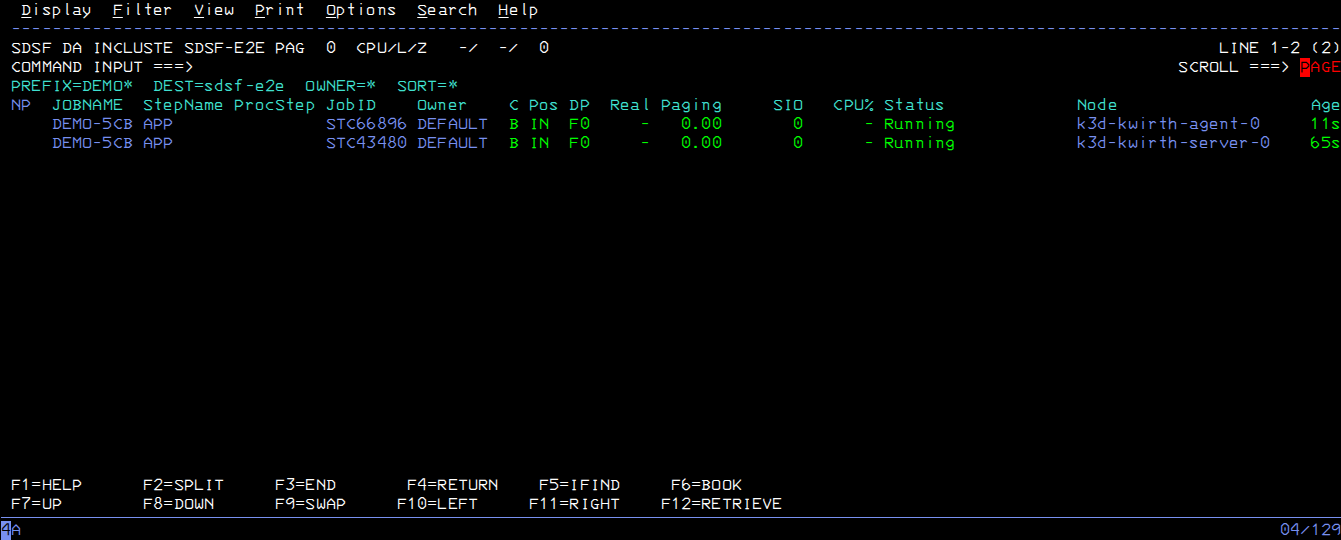 Display Filter View Print Options Search Help
SDSF DA INCLUSTE SDSF-E2E PAG 0 CPU/L/Z -/ -/ 0 LINE 1-2 (2)
COMMAND INPUT ===> SCROLL ===> PAGE
PREFIX=DEMO* DEST=sdsf-e2e OWNER=* SORT=*
NP JOBNAME StepName ProcStep JobID Owner C Pos DP Real Paging SIO CPU% Status Node Age
DEMO-5CB APP STC66896 DEFAULT B IN F0 - 0.00 0 - Running k3d-kwirth-agent-0 11s
DEMO-5CB APP STC43480 DEFAULT B IN F0 - 0.00 0 - Running k3d-kwirth-server-0 65s
F1=HELP F2=SPLIT F3=END F4=RETURN F5=IFIND F6=BOOK
F7=UP F8=DOWN F9=SWAP F10=LEFT F11=RIGHT F12=RETRIEVE
4A 04/129